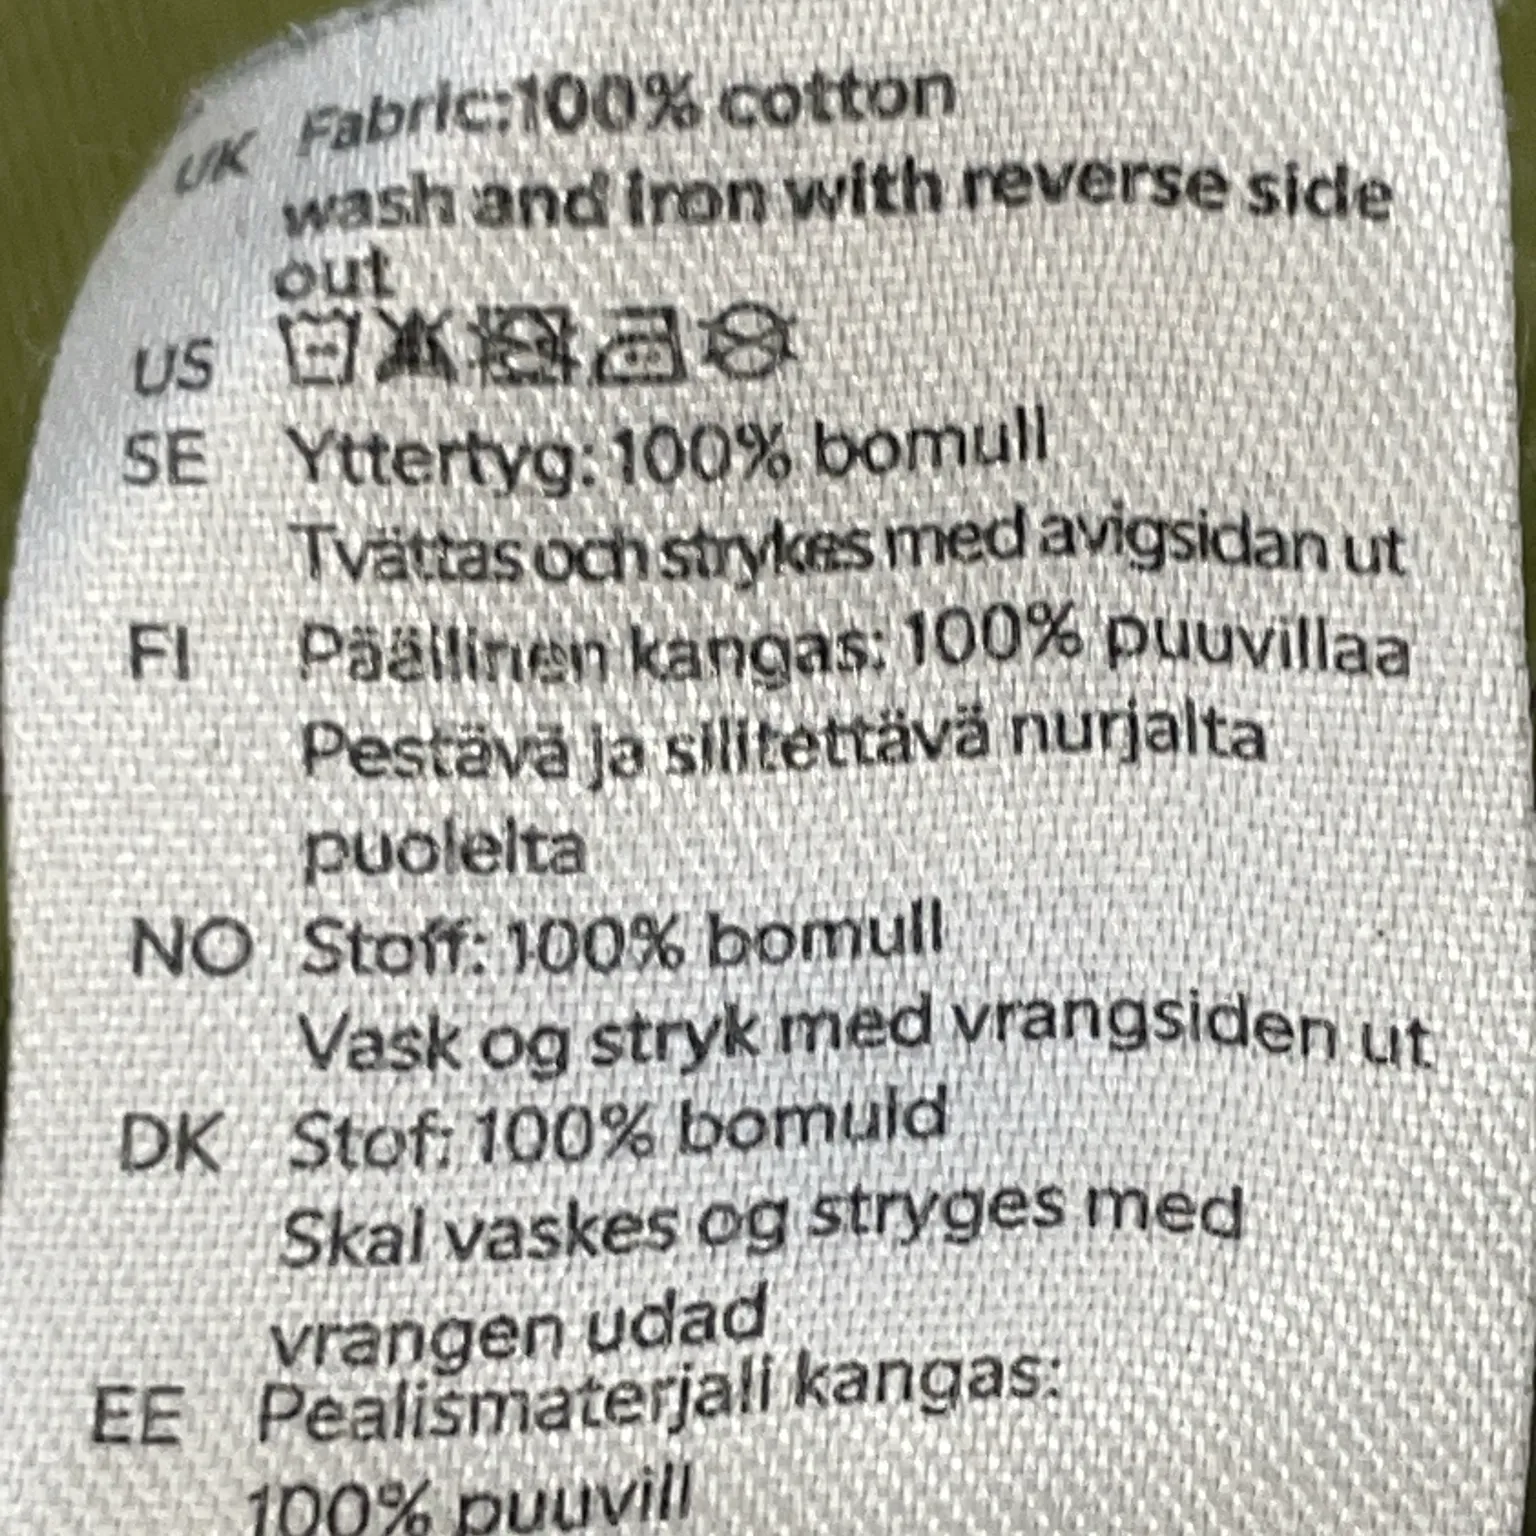 UK Fabric:100% cotton
wash and iron with reverse side
out
US
SE Yttertyg: 100% bomull
Tvättas och strykes med avigsidan ut
FI Päällinen kangas: 100% puuvillaa
Pestävä ja silitettävä nurjalta
puolelta
NO Stoff: 100% bomull
Vask og stryk med vrangsiden ut
DK Stof: 100% bomuld
Skal vaskes og stryges med
vrangen udad
EE Pealismaterjali kangas:
100% puuvill